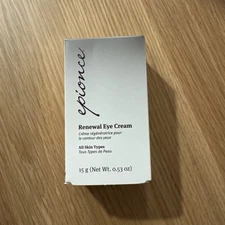 epionce
Renewal Eye Cream
Crème régénératrice pour
le contour des yeux
All Skin Types
Tous Types de Peau
15 g (Net Wt. 0.53 oz)